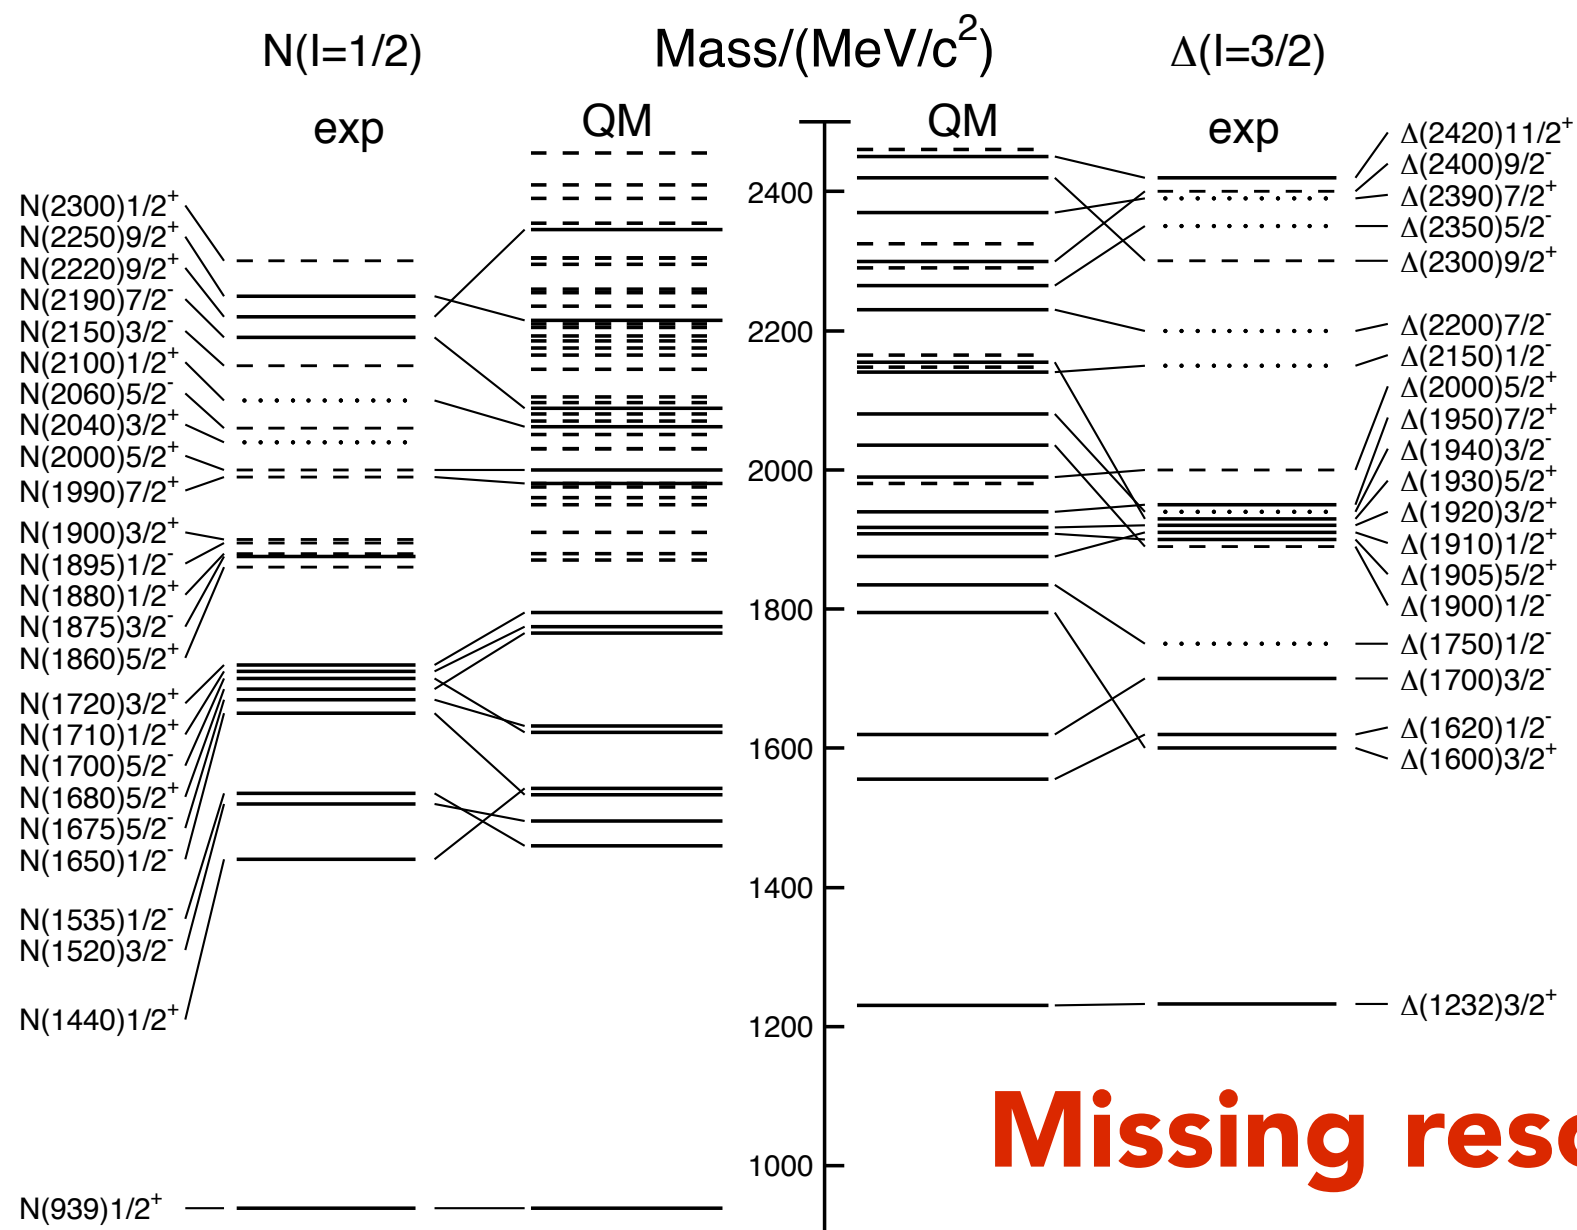 N(I=1/2) Mass/(MeV/c²) Δ(I=3/2)
exp QM QM exp
N(2300)1/2⁺
N(2250)9/2⁺
N(2220)9/2⁺
N(2190)7/2⁻
N(2150)3/2⁻
N(2100)1/2⁺
N(2060)5/2⁻
N(2040)3/2⁺
N(2000)5/2⁺
N(1990)7/2⁺
N(1900)3/2⁺
N(1895)1/2⁻
N(1880)1/2⁺
N(1875)3/2⁻
N(1860)5/2⁺
N(1720)3/2⁺
N(1710)1/2⁺
N(1700)5/2⁻
N(1680)5/2⁺
N(1675)5/2⁻
N(1650)1/2⁻
N(1535)1/2⁻
N(1520)3/2⁻
N(1440)1/2⁺
N(939)1/2⁺
2400
2200
2000
1800
1600
1400
1200
1000
Δ(2420)11/2⁺
Δ(2400)9/2⁻
Δ(2390)7/2⁺
Δ(2350)5/2⁻
Δ(2300)9/2⁺
Δ(2200)7/2⁻
Δ(2150)1/2⁻
Δ(2000)5/2⁺
Δ(1950)7/2⁺
Δ(1940)3/2⁻
Δ(1930)5/2⁺
Δ(1920)3/2⁺
Δ(1910)1/2⁺
Δ(1905)5/2⁺
Δ(1900)1/2⁻
Δ(1750)1/2⁻
Δ(1700)3/2⁻
Δ(1620)1/2⁻
Δ(1600)3/2⁺
Δ(1232)3/2⁺
Missing